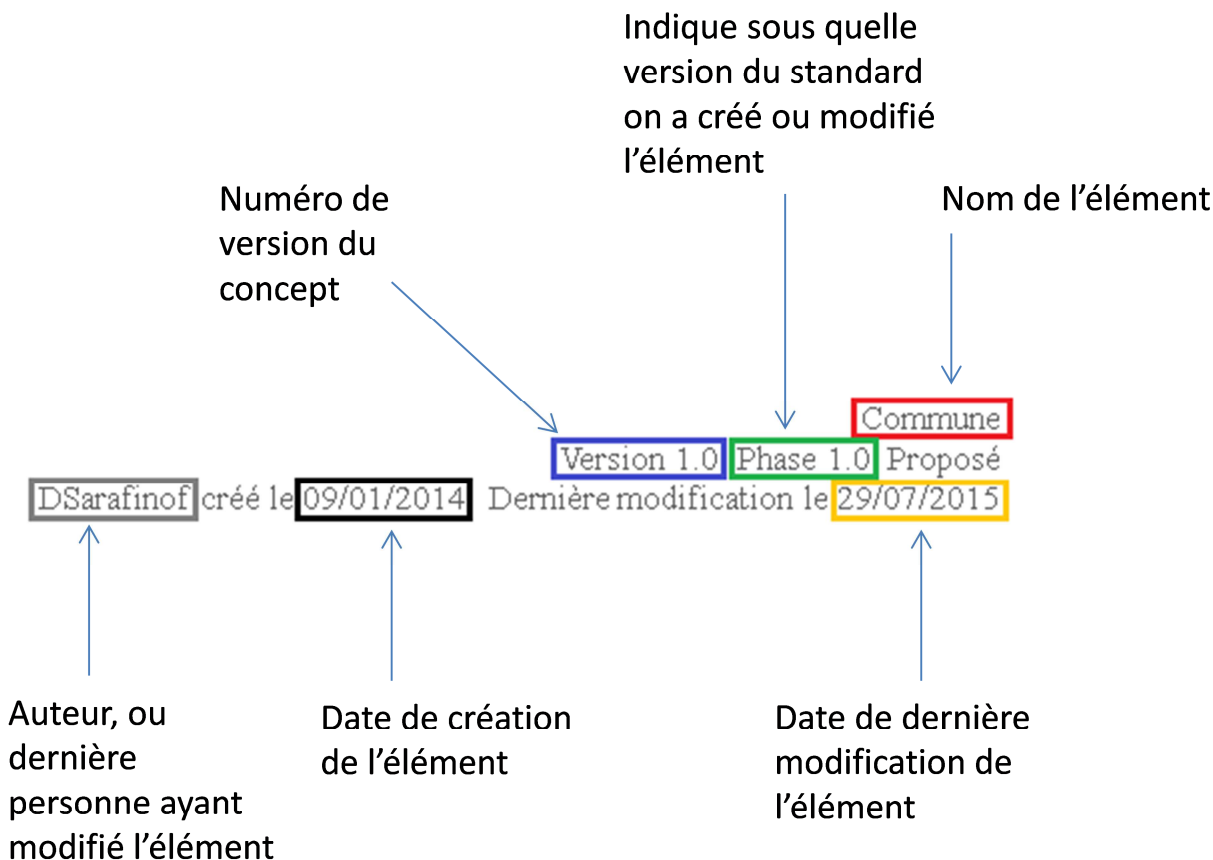 Indique sous quelle
version du standard
on a créé ou modifié
l’élément
Numéro de
version du
concept
Nom de l’élément
Commune
Version 1.0 Phase 1.0 Proposé
DSarafinof créé le 09/01/2014 Dernière modification le 29/07/2015
Auteur, ou
dernière
personne ayant
modifié l’élément
Date de création
de l’élément
Date de dernière
modification de
l’élément